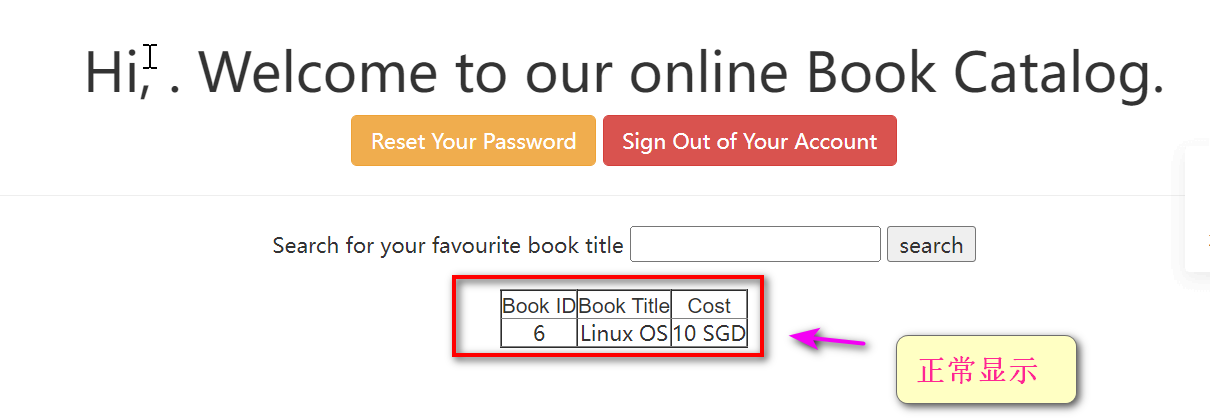 Hi, . Welcome to our online Book Catalog.
Reset Your Password Sign Out of Your Account
Search for your favourite book title search
Book ID Book Title Cost
6 Linux OS 10 SGD
正常显示